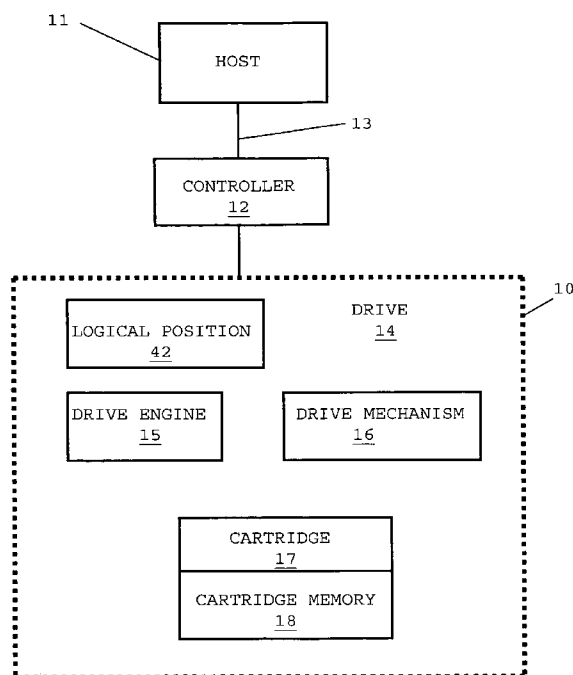 11
HOST
13
CONTROLLER
12
10
LOGICAL POSITION
42
DRIVE
14
DRIVE ENGINE
15
DRIVE MECHANISM
16
CARTRIDGE
17
CARTRIDGE MEMORY
18